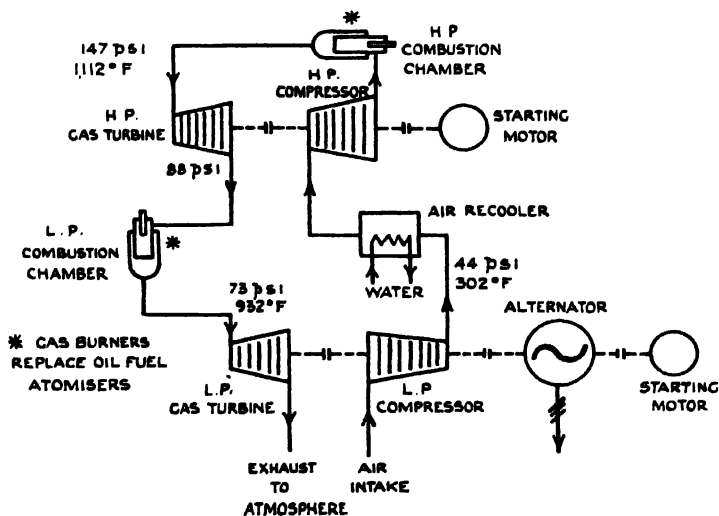 147 psi
1,112° F
*
H P
COMBUSTION
CHAMBER
H P.
COMPRESSOR
H P.
GAS TURBINE
STARTING
MOTOR
88 psi
L. P.
COMBUSTION
CHAMBER
*
AIR RECOOLER
WATER
44 psi
302° F
73 psi
932° F
ALTERNATOR
* GAS BURNERS
REPLACE OIL FUEL
ATOMISERS
L. P.
GAS TURBINE
L. P
COMPRESSOR
STARTING
MOTOR
EXHAUST
TO
ATMOSPHERE
AIR
INTAKE